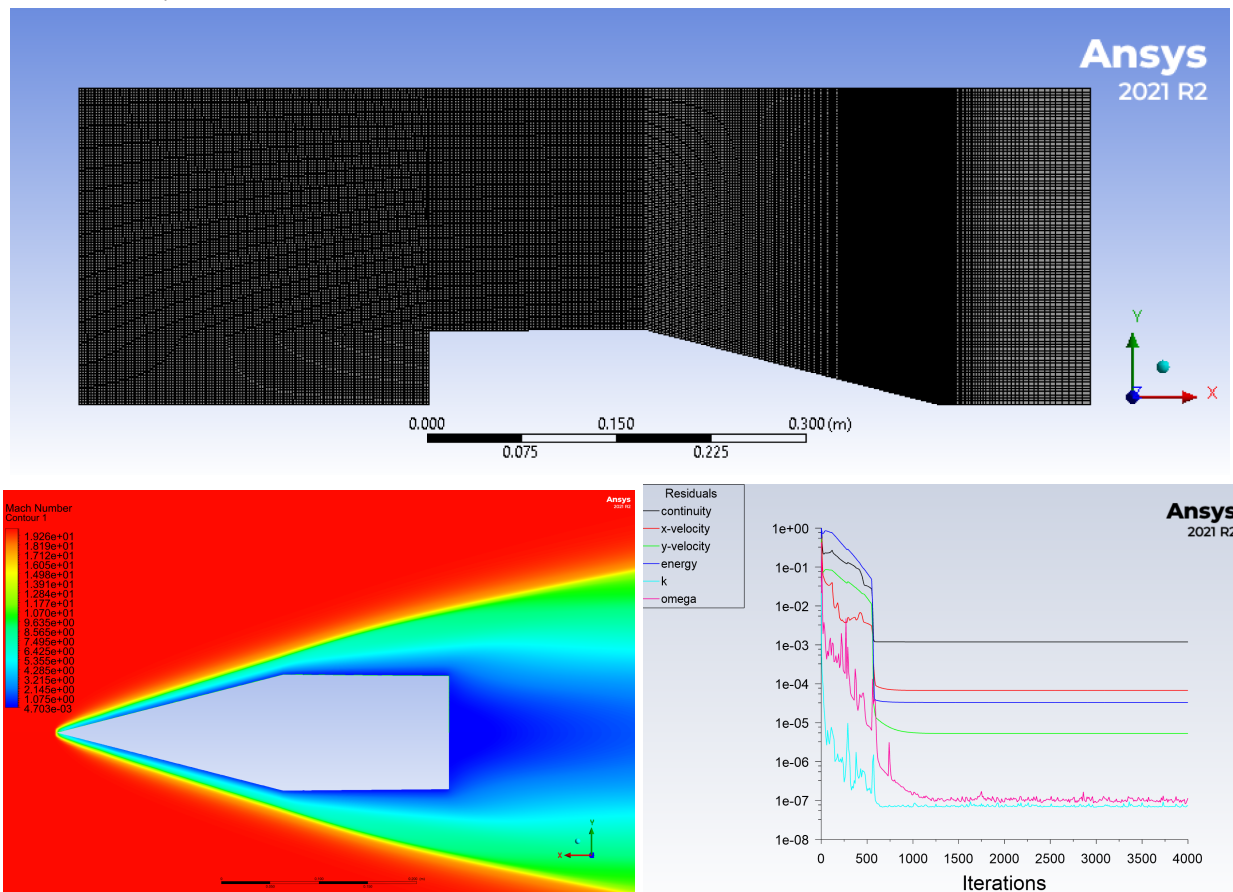 Ansys
2021 R2
Y
X
0.000
0.150
0.300 (m)
0.075
0.225
Mach Number
Contour 1
1.926e+01
1.819e+01
1.712e+01
1.605e+01
1.498e+01
1.391e+01
1.284e+01
1.177e+01
1.070e+01
9.635e+00
8.565e+00
7.495e+00
6.425e+00
5.355e+00
4.285e+00
3.215e+00
2.145e+00
1.075e+00
4.703e-03
Ansys
2021 R2
Y
X
Residuals
continuity
x-velocity
y-velocity
energy
k
omega
Ansys
2021 R2
1e+00
1e-01
1e-02
1e-03
1e-04
1e-05
1e-06
1e-07
1e-08
0 500 1000 1500 2000 2500 3000 3500 4000
Iterations